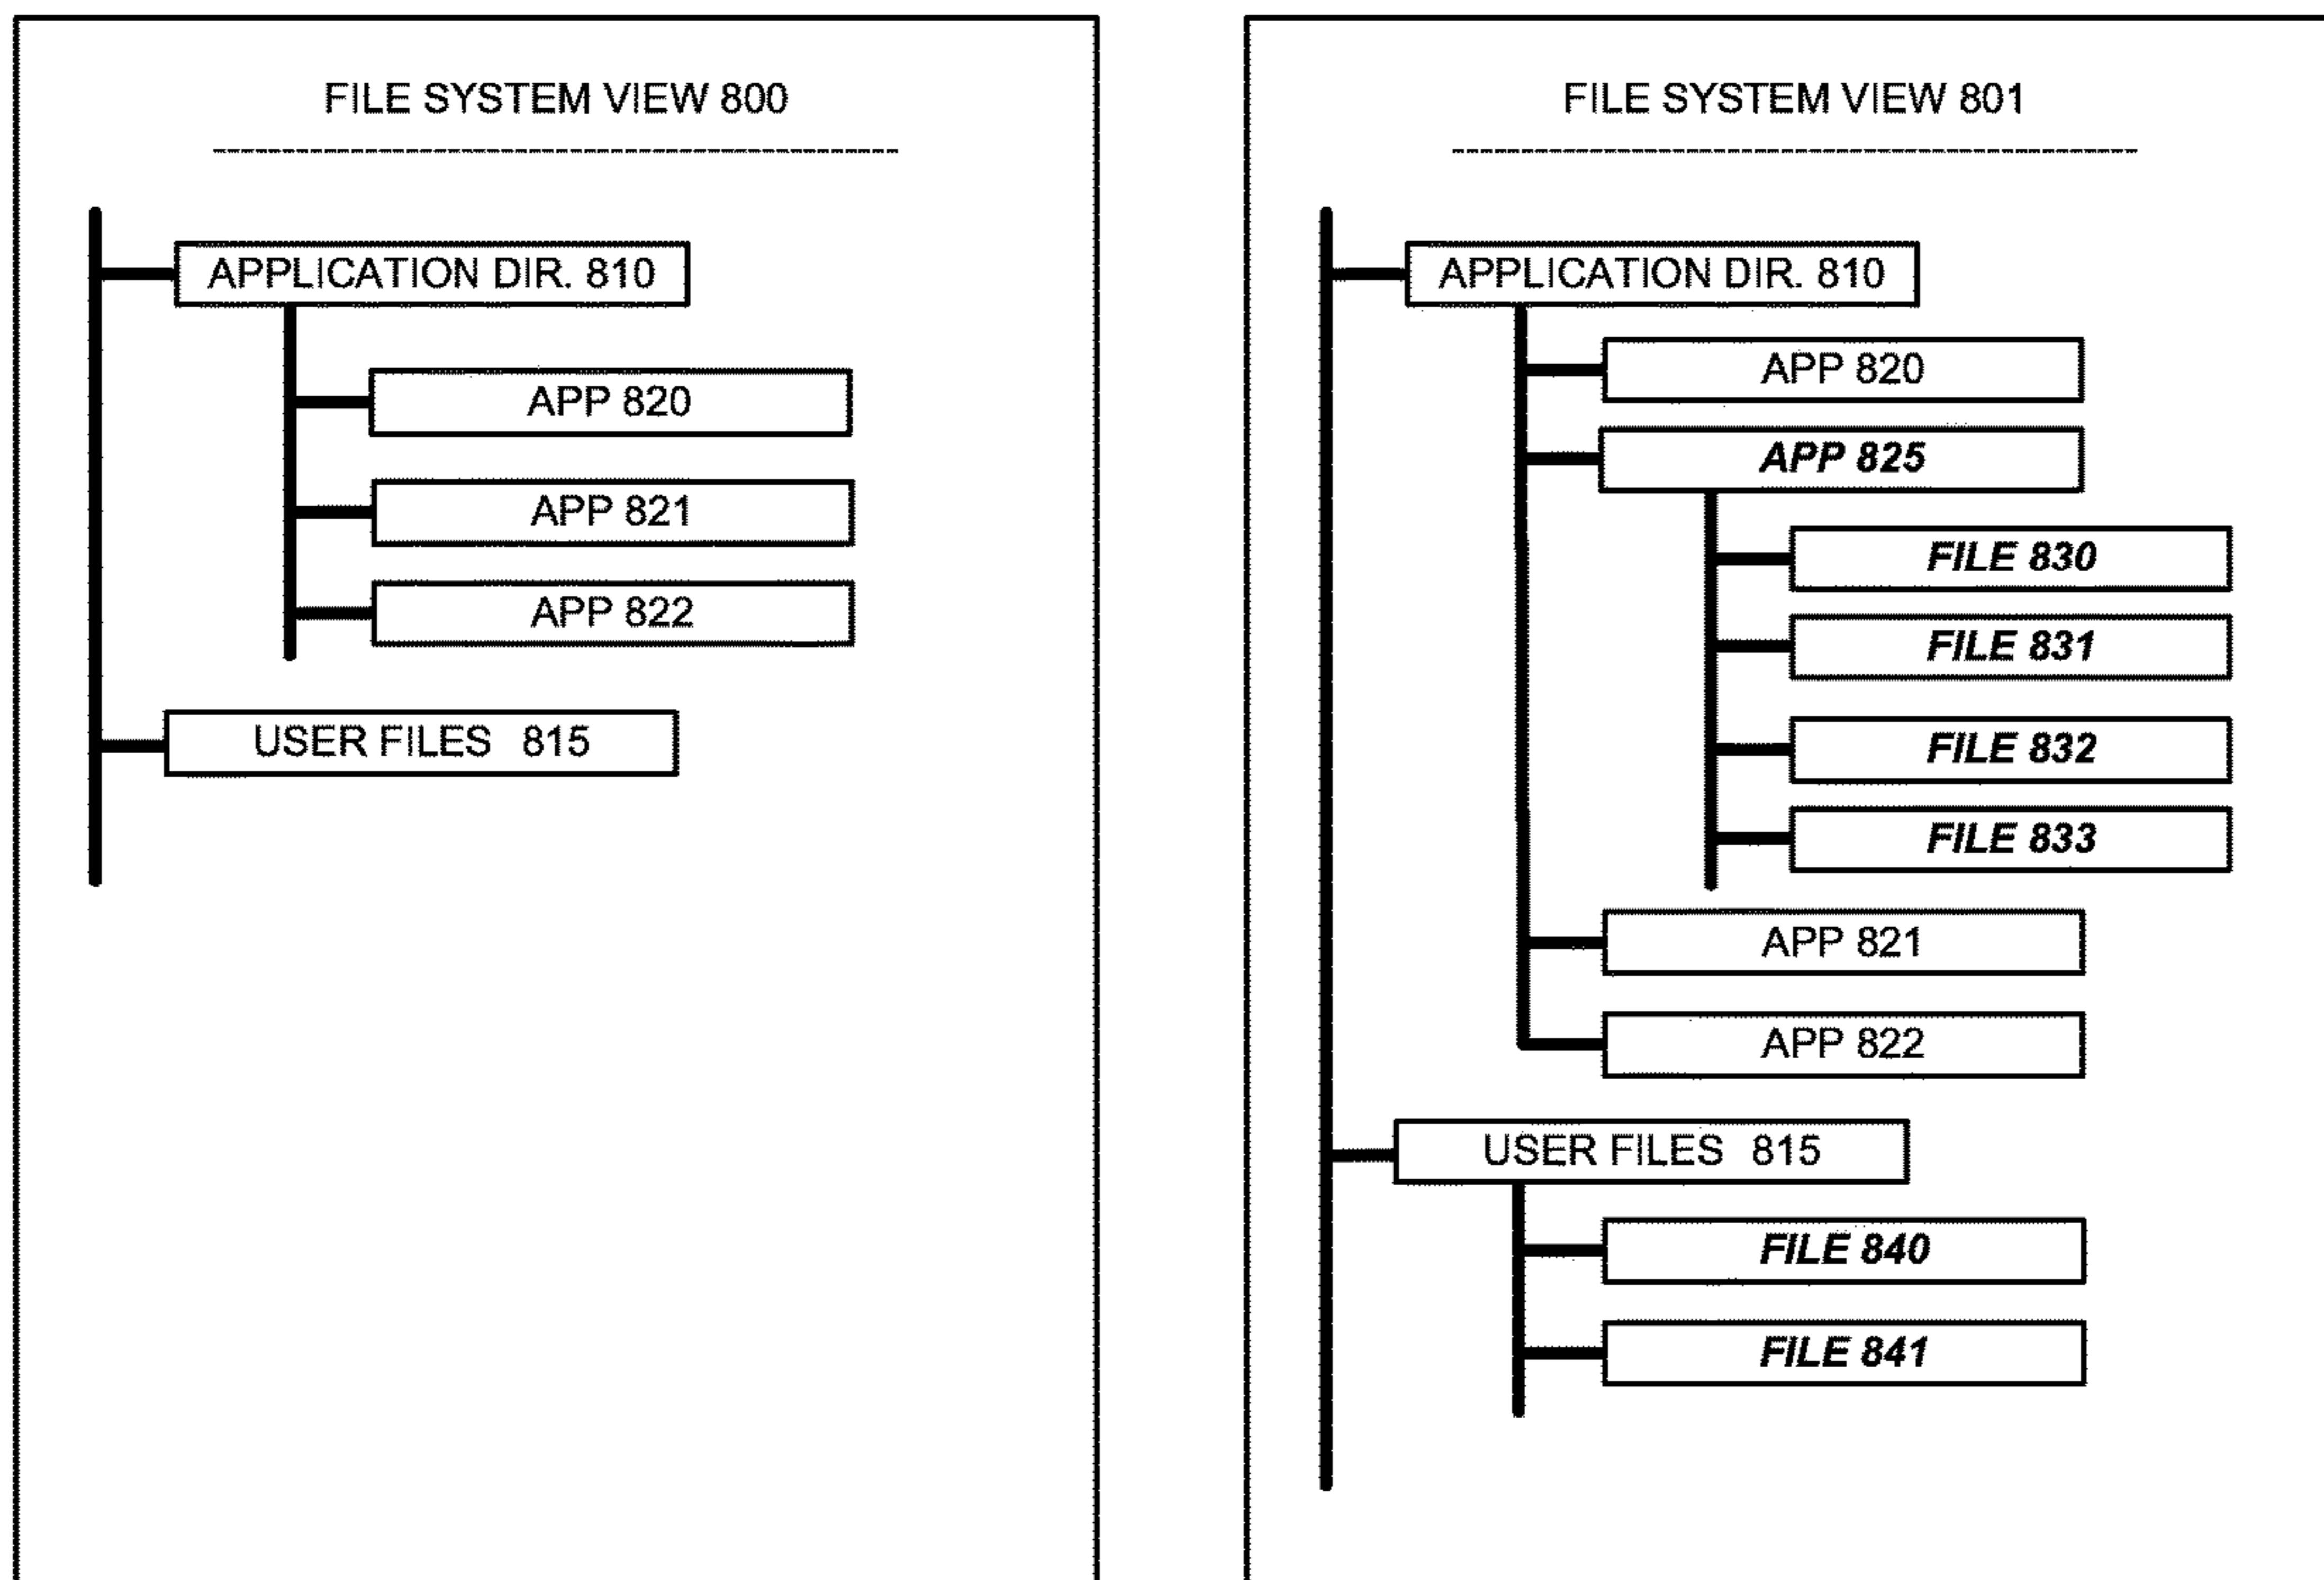 FILE SYSTEM VIEW 800
APPLICATION DIR. 810
APP 820
APP 821
APP 822
USER FILES 815
FILE SYSTEM VIEW 801
APPLICATION DIR. 810
APP 820
APP 825
FILE 830
FILE 831
FILE 832
FILE 833
APP 821
APP 822
USER FILES 815
FILE 840
FILE 841